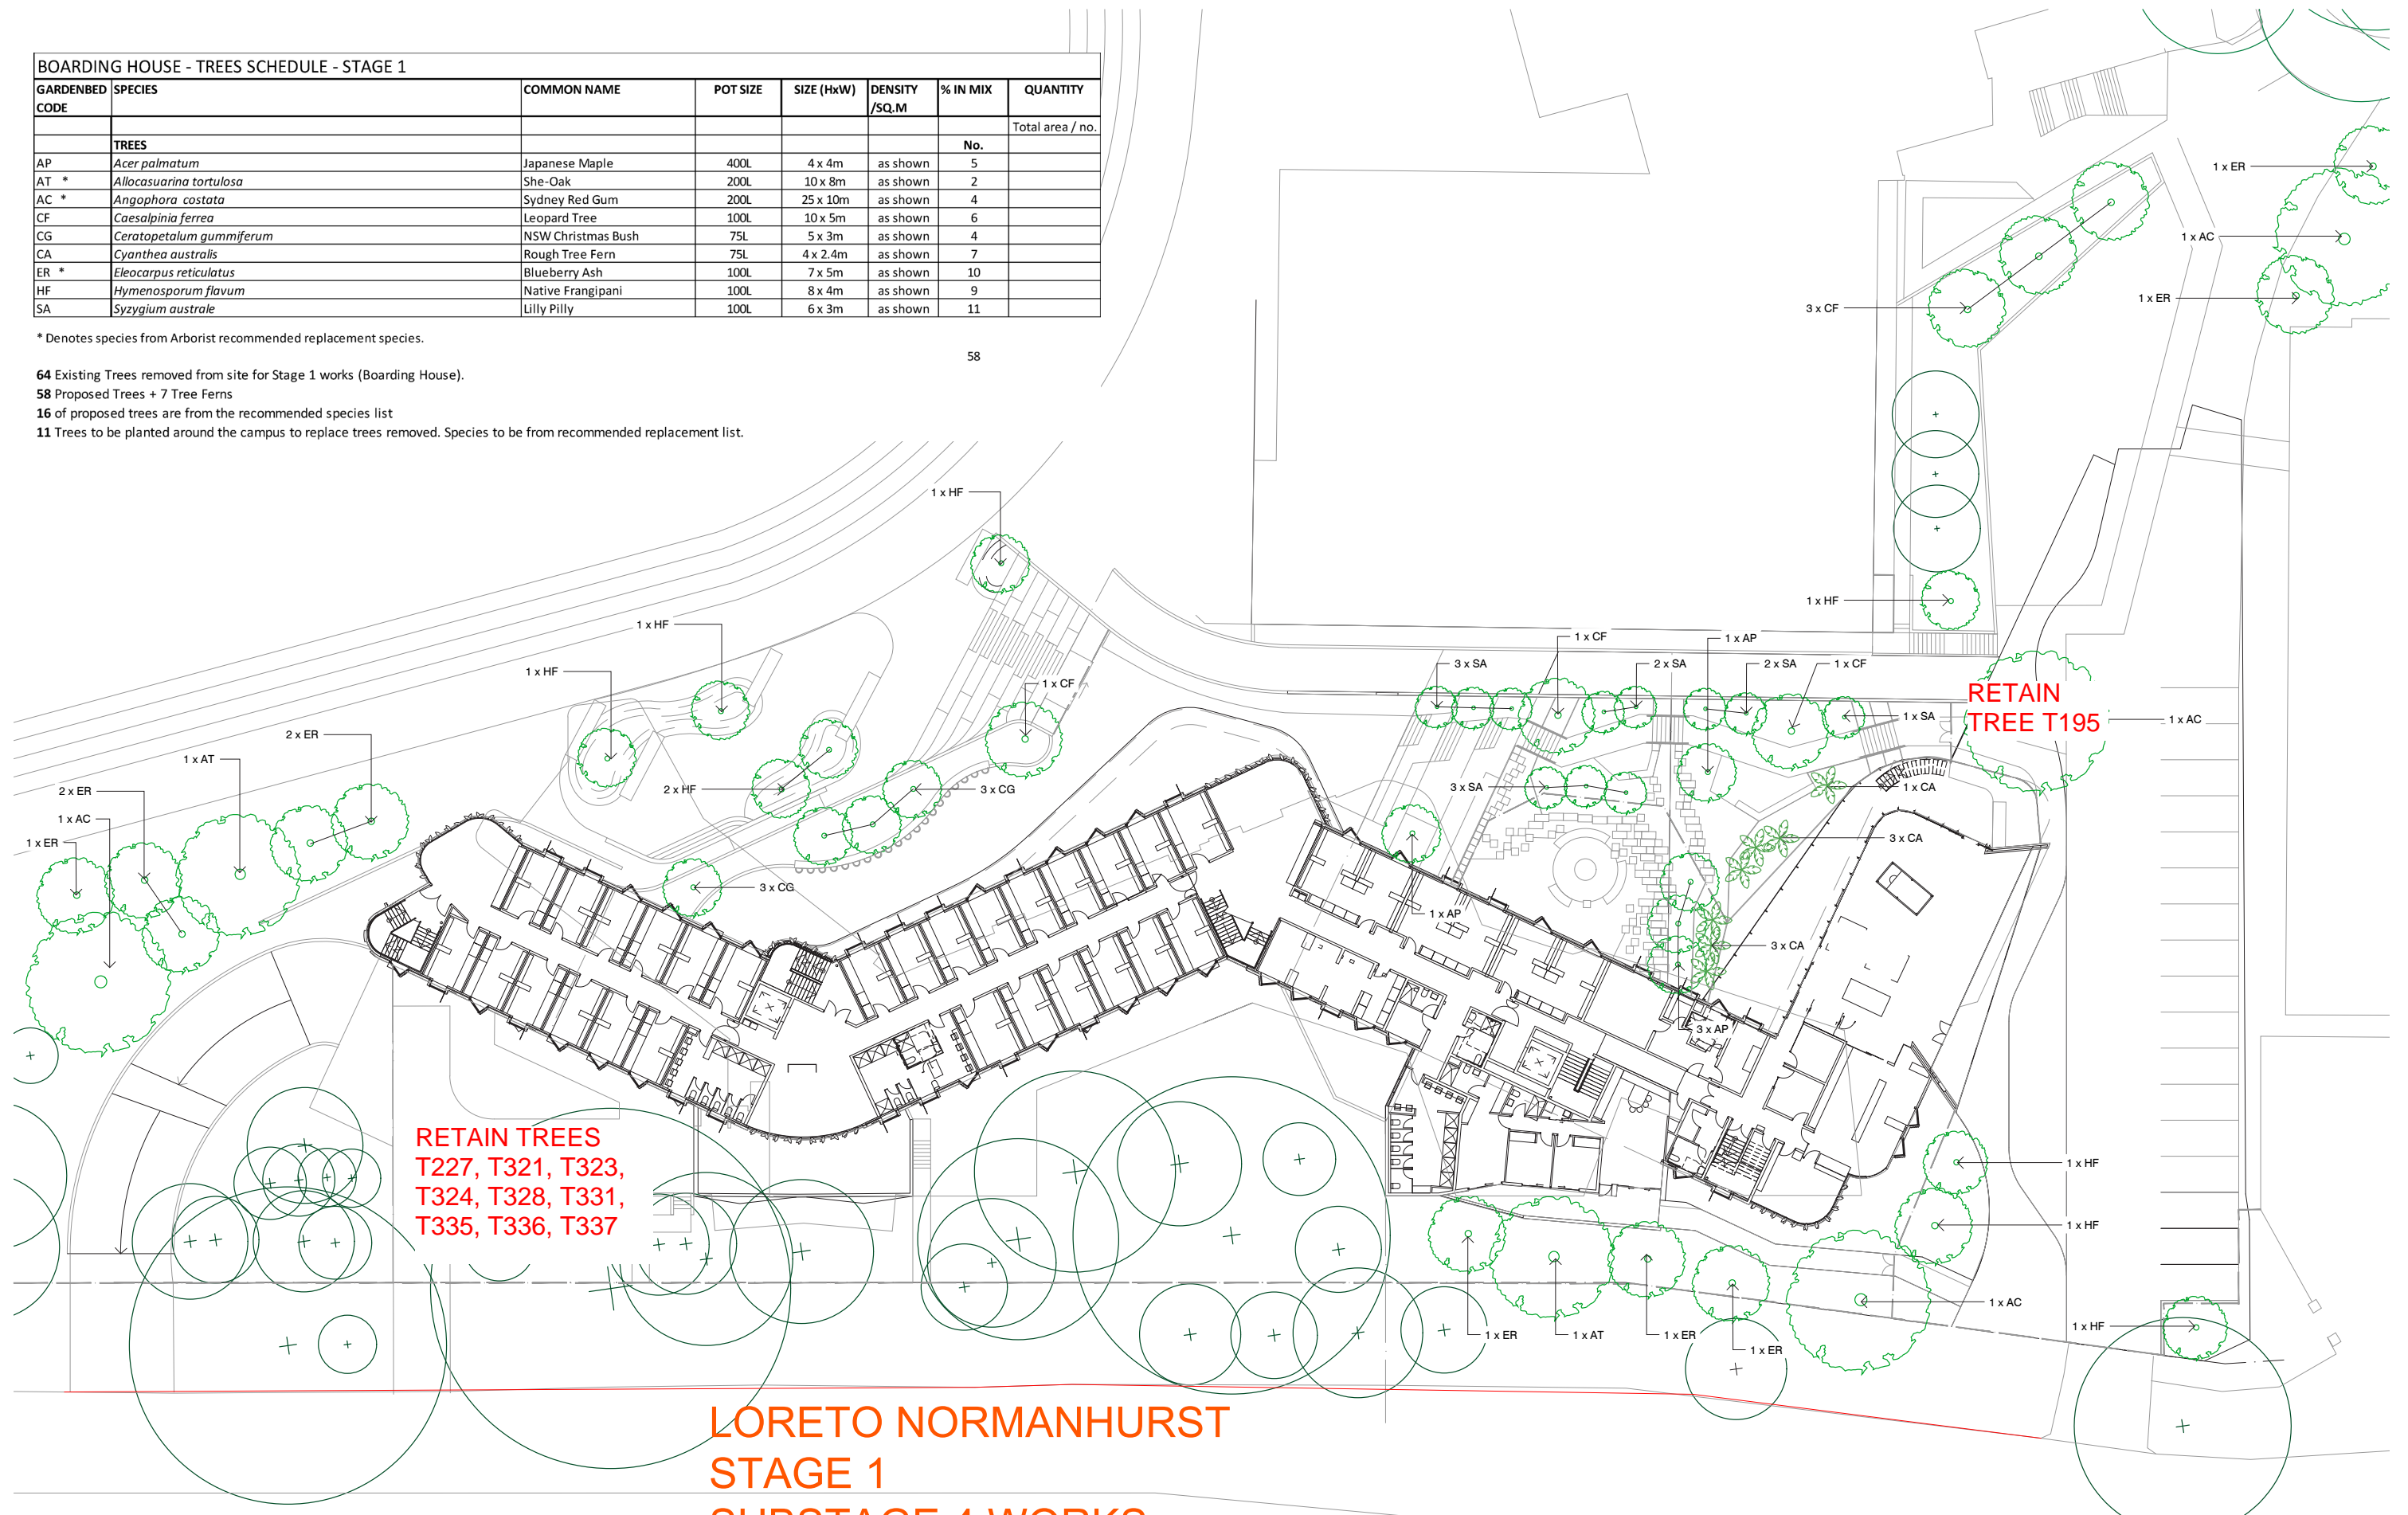 BOARDING HOUSE - TREES SCHEDULE - STAGE 1
GARDENBED CODE SPECIES COMMON NAME POT SIZE SIZE (HxW) DENSITY /SQ.M % IN MIX QUANTITY
Total area / no.
TREES No.
AP Acer palmatum Japanese Maple 400L 4 x 4m as shown 5
AT * Allocasuarina tortulosa She-Oak 200L 10 x 8m as shown 2
AC * Angophora costata Sydney Red Gum 200L 25 x 10m as shown 4
CF Caesalpinia ferrea Leopard Tree 100L 10 x 5m as shown 6
CG Ceratopetalum gummiferum NSW Christmas Bush 75L 5 x 3m as shown 4
CA Cyanthea australis Rough Tree Fern 75L 4 x 2.4m as shown 7
ER * Eleocarpus reticulatus Blueberry Ash 100L 7 x 5m as shown 10
HF Hymenosporum flavum Native Frangipani 100L 8 x 4m as shown 9
SA Syzygium australe Lilly Pilly 100L 6 x 3m as shown 11
* Denotes species from Arborist recommended replacement species.
58
64 Existing Trees removed from site for Stage 1 works (Boarding House).
58 Proposed Trees + 7 Tree Ferns
16 of proposed trees are from the recommended species list
11 Trees to be planted around the campus to replace trees removed. Species to be from recommended replacement list.
1 x ER
1 x AC
1 x ER
3 x CF
1 x HF
1 x HF
1 x HF
1 x HF
1 x CF
1 x AP
3 x SA
2 x SA
2 x SA
1 x CF
1 x CF
RETAIN
TREE T195
1 x SA
1 x AC
2 x ER
1 x AT
2 x ER
1 x AC
1 x ER
2 x HF
3 x CG
3 x CG
3 x SA
1 x CA
3 x CA
1 x AP
3 x CA
3 x AP
RETAIN TREES
T227, T321, T323,
T324, T328, T331,
T335, T336, T337
1 x HF
1 x HF
1 x AC
1 x HF
1 x ER
1 x AT
1 x ER
1 x ER
LORETO NORMANHURST
STAGE 1
SUBSTAGE 4 WORKS